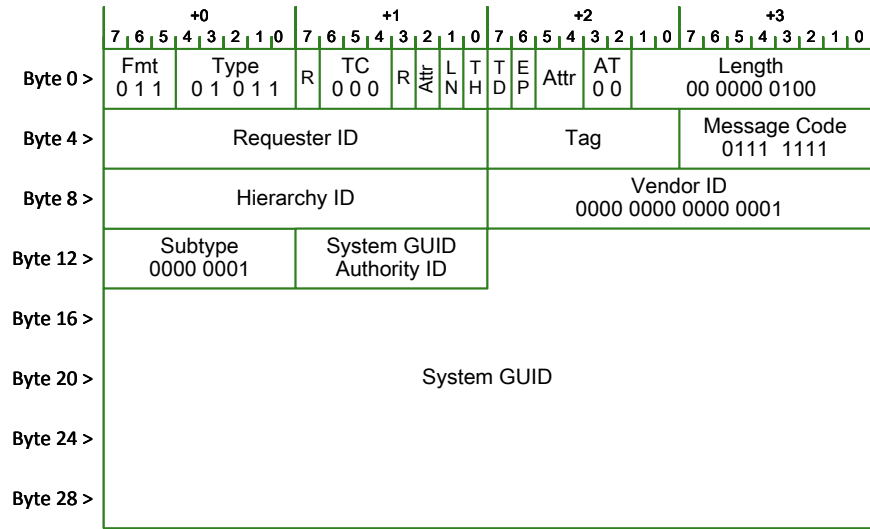 +0 +1 +2 +3
7 6 5 4 3 2 1 0 7 6 5 4 3 2 1 0 7 6 5 4 3 2 1 0 7 6 5 4 3 2 1 0
Byte 0 > Fmt Type R TC R Attr LN TH TD EP Attr AT Length
0 1 1 0 1 0 1 1 0 0 0 0 0 00 0000 0100
Byte 4 > Requester ID Tag Message Code
0111 1111
Byte 8 > Hierarchy ID Vendor ID
0000 0000 0000 0001
Byte 12 > Subtype System GUID
0000 0001 Authority ID
Byte 16 >
Byte 20 > System GUID
Byte 24 >
Byte 28 >